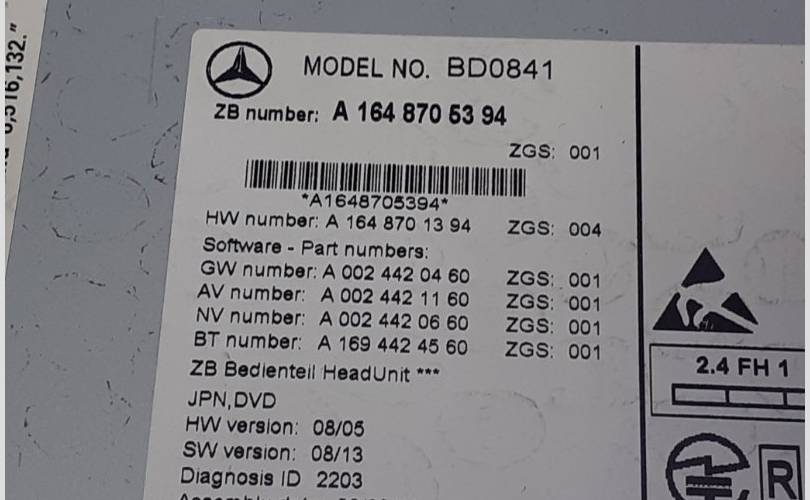 5,516,132."
MODEL NO. BD0841
ZB number: A 164 870 53 94
ZGS: 001
*A1648705394*
HW number: A 164 870 13 94 ZGS: 004
Software - Part numbers:
GW number: A 002 442 04 60 ZGS: 001
AV number: A 002 442 11 60 ZGS: 001
NV number: A 002 442 06 60 ZGS: 001
BT number: A 169 442 45 60 ZGS: 001
ZB Bedienteil HeadUnit ***
JPN,DVD
HW version: 08/05
SW version: 08/13
Diagnosis ID 2203
2.4 FH 1
R